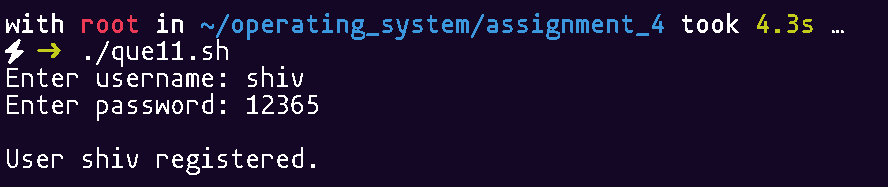 with root in ~/operating_system/assignment_4 took 4.3s …
⚡ → ./que11.sh
Enter username: shiv
Enter password: 12365
User shiv registered.